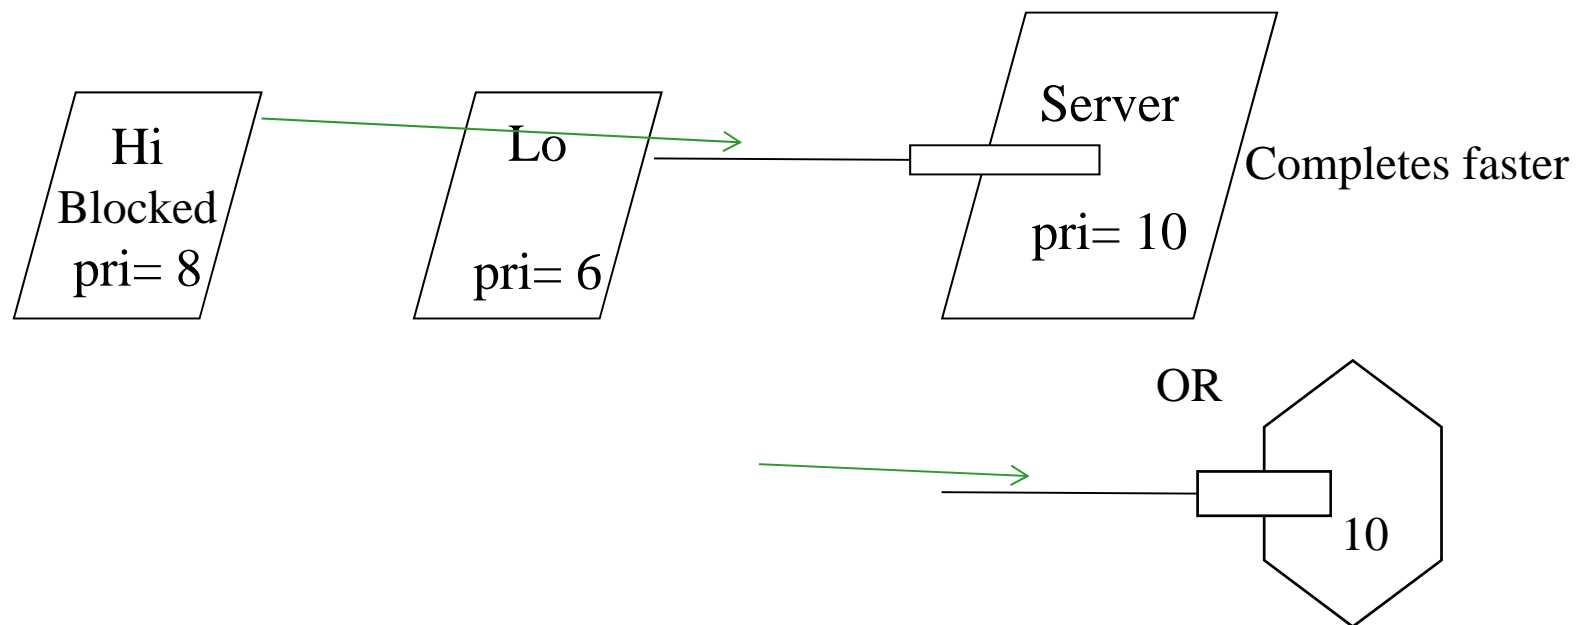 Hi
Blocked
pri= 8
Lo
pri= 6
Server
pri= 10
Completes faster
OR
10